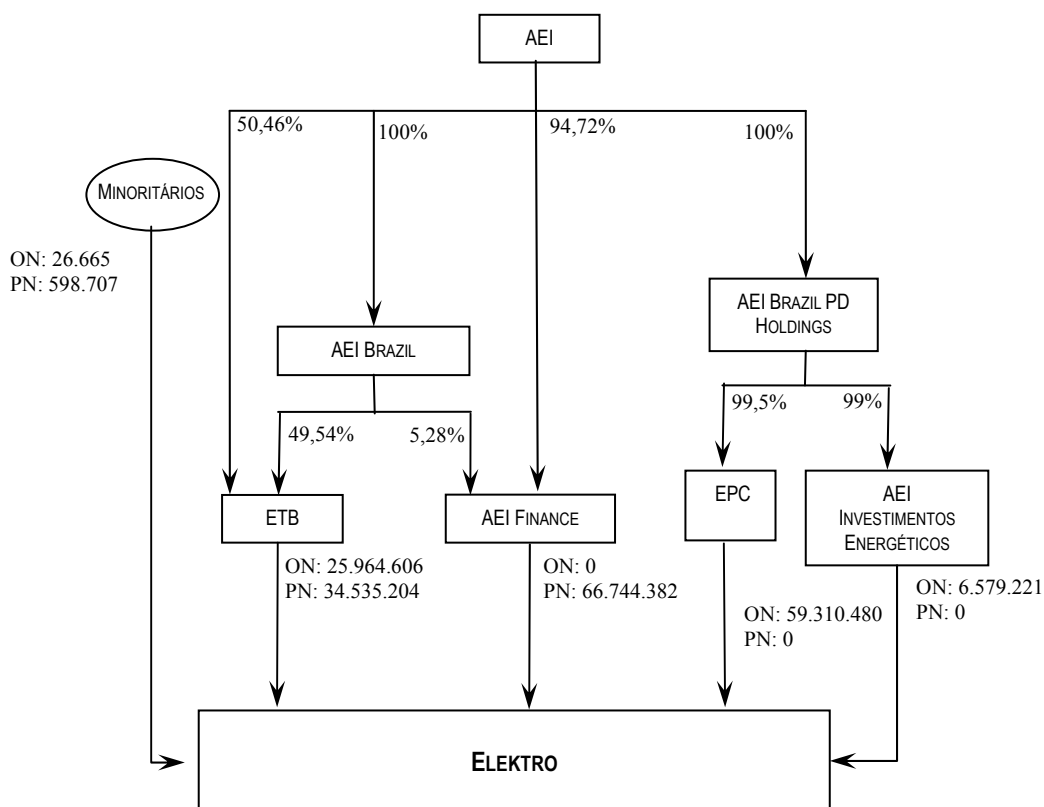 AEI
50,46%
100%
94,72%
100%
MINORITÁRIOS
ON: 26.665
PN: 598.707
AEI BRAZIL PD
HOLDINGS
AEI BRAZIL
99,5%
99%
49,54%
5,28%
ETB
AEI FINANCE
EPC
AEI
INVESTIMENTOS
ENERGÉTICOS
ON: 25.964.606
PN: 34.535.204
ON: 0
PN: 66.744.382
ON: 59.310.480
PN: 0
ON: 6.579.221
PN: 0
ELEKTRO